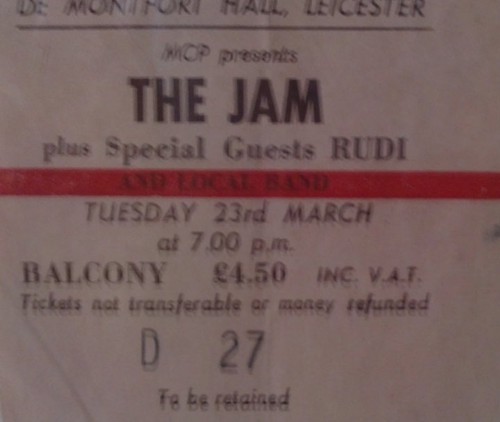 DE MONTFORT HALL, LEICESTER
MCP presents
THE JAM
plus Special Guests RUDI
AND LOCAL BAND
TUESDAY 23rd MARCH
at 7.00 p.m.
BALCONY £4.50 INC. V.A.T.
Tickets not transferable or money refunded
D 27
To be retained